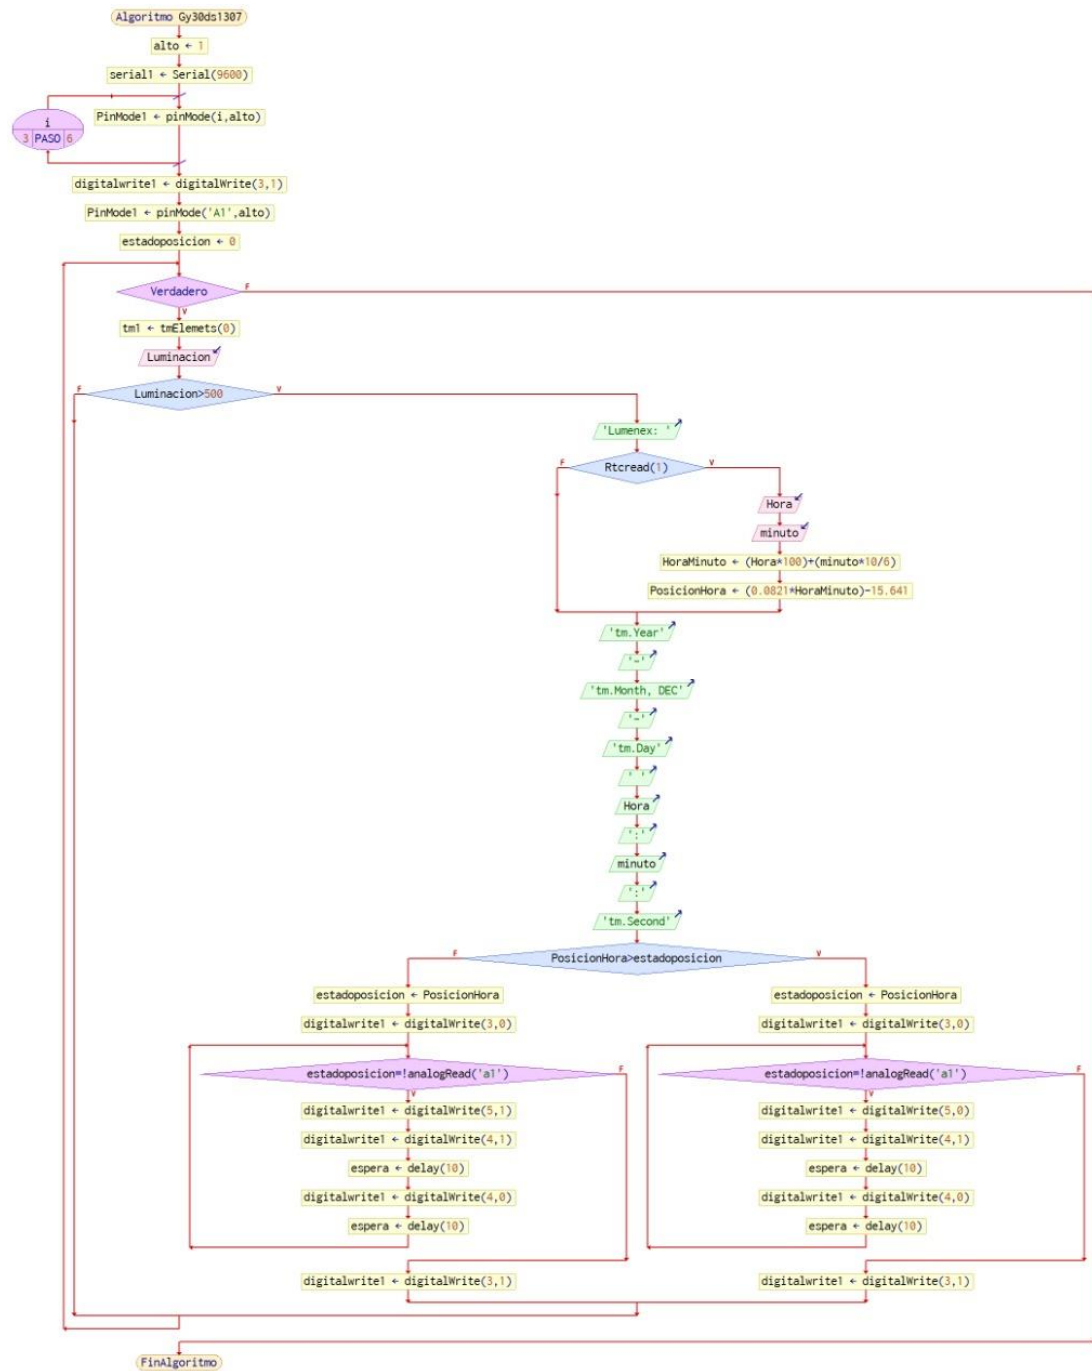 Algoritmo Gy30ds1307
alto ← 1
serial1 ← Serial(9600)
PinMode1 ← pinMode(i,alto)
i
3 PASO 6
digitalwrite1 ← digitalWrite(3,1)
PinMode1 ← pinMode('A1',alto)
estadoposicion ← 0
Verdadero
F
V
tm1 ← tmElemets(0)
Luminacion
F
Luminacion>500
V
'Lumenex: '
F
Rtcread(1)
V
Hora
minuto
HoraMinuto ← (Hora*100)+(minuto*10/6)
PosicionHora ← (0.0821*HoraMinuto)-15.641
'tm.Year'
'-'
'tm.Month, DEC'
'-'
'tm.Day'
' '
Hora
':'
minuto
':'
'tm.Second'
F
PosicionHora>estadoposicion
V
estadoposicion ← PosicionHora
digitalwrite1 ← digitalWrite(3,0)
estadoposicion=!analogRead('a1')
F
V
digitalwrite1 ← digitalWrite(5,1)
digitalwrite1 ← digitalWrite(4,1)
espera ← delay(10)
digitalwrite1 ← digitalWrite(4,0)
espera ← delay(10)
digitalwrite1 ← digitalWrite(3,1)
estadoposicion ← PosicionHora
digitalwrite1 ← digitalWrite(3,0)
estadoposicion=!analogRead('a1')
F
V
digitalwrite1 ← digitalWrite(5,0)
digitalwrite1 ← digitalWrite(4,1)
espera ← delay(10)
digitalwrite1 ← digitalWrite(4,0)
espera ← delay(10)
digitalwrite1 ← digitalWrite(3,1)
FinAlgoritmo